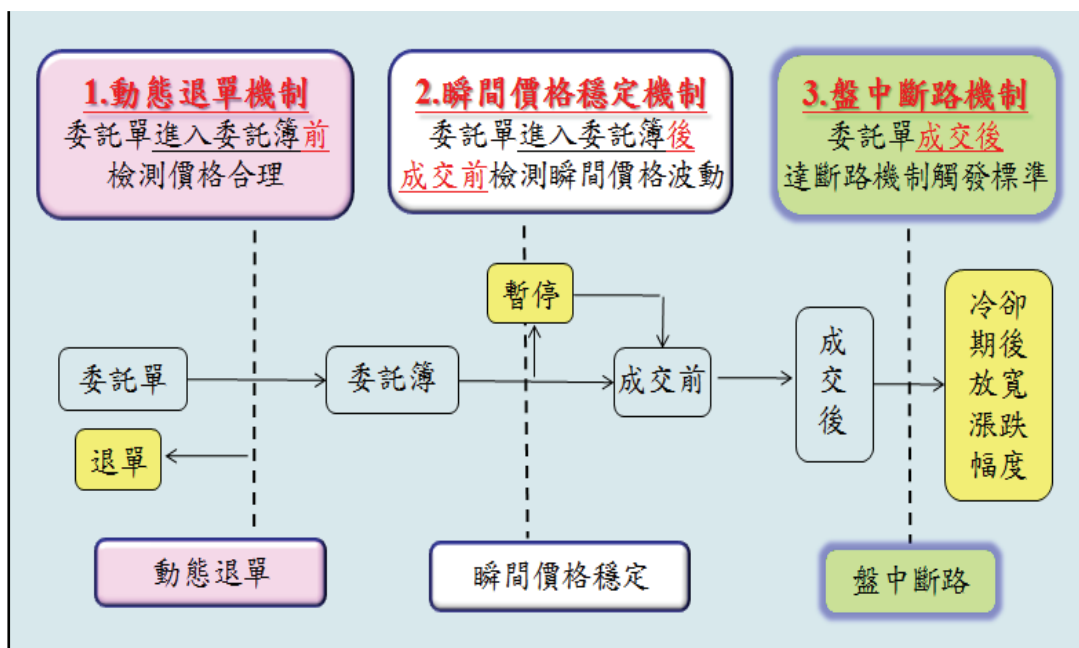 1.動態退單機制
委託單進入委託簿前
檢測價格合理
2.瞬間價格穩定機制
委託單進入委託簿後
成交前檢測瞬間價格波動
3.盤中斷路機制
委託單成交後
達斷路機制觸發標準
委託單
退單
委託簿
暫停
成交前
成
交
後
冷卻
期後
放寬
漲跌
幅度
動態退單
瞬間價格穩定
盤中斷路